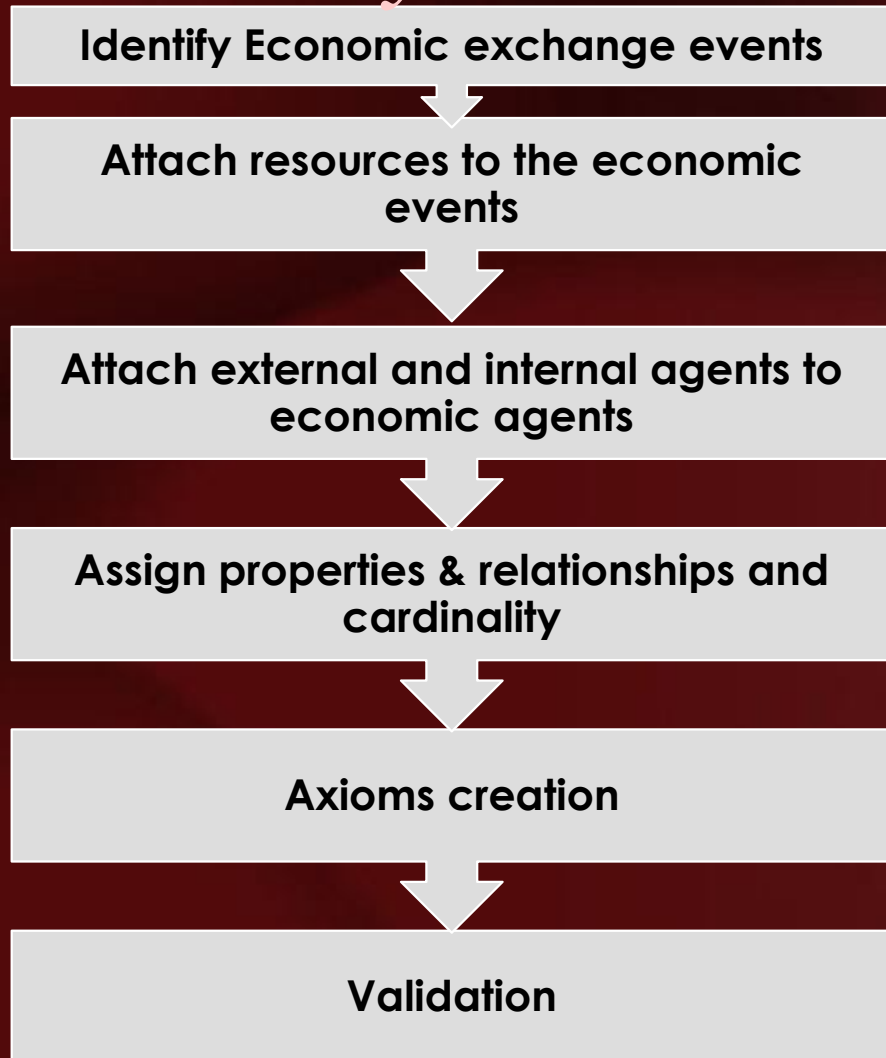 Identify Economic exchange events
Attach resources to the economic
events
Attach external and internal agents to
economic agents
Assign properties & relationships and
cardinality
Axioms creation
Validation